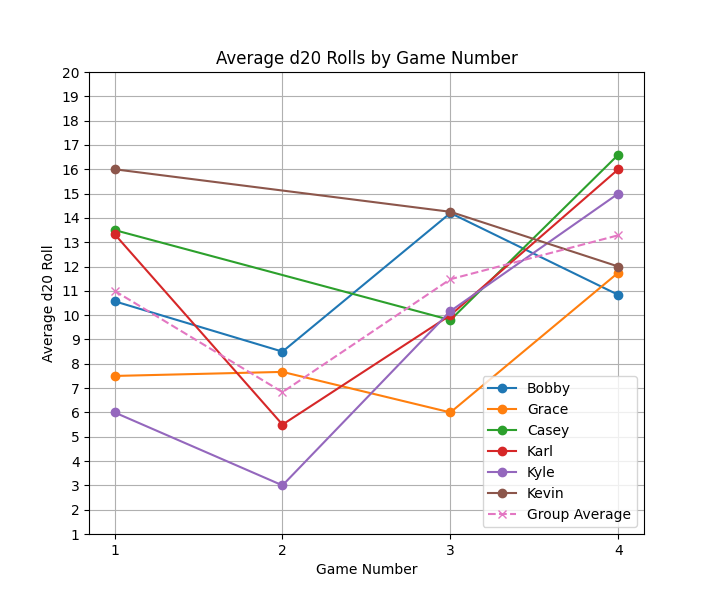 Average d20 Rolls by Game Number
20
19
18
17
16
15
14
13
12
11
10
9
8
7
6
5
4
3
2
1
Average d20 Roll
Bobby
Grace
Casey
Karl
Kyle
Kevin
Group Average
1 2 3 4
Game Number